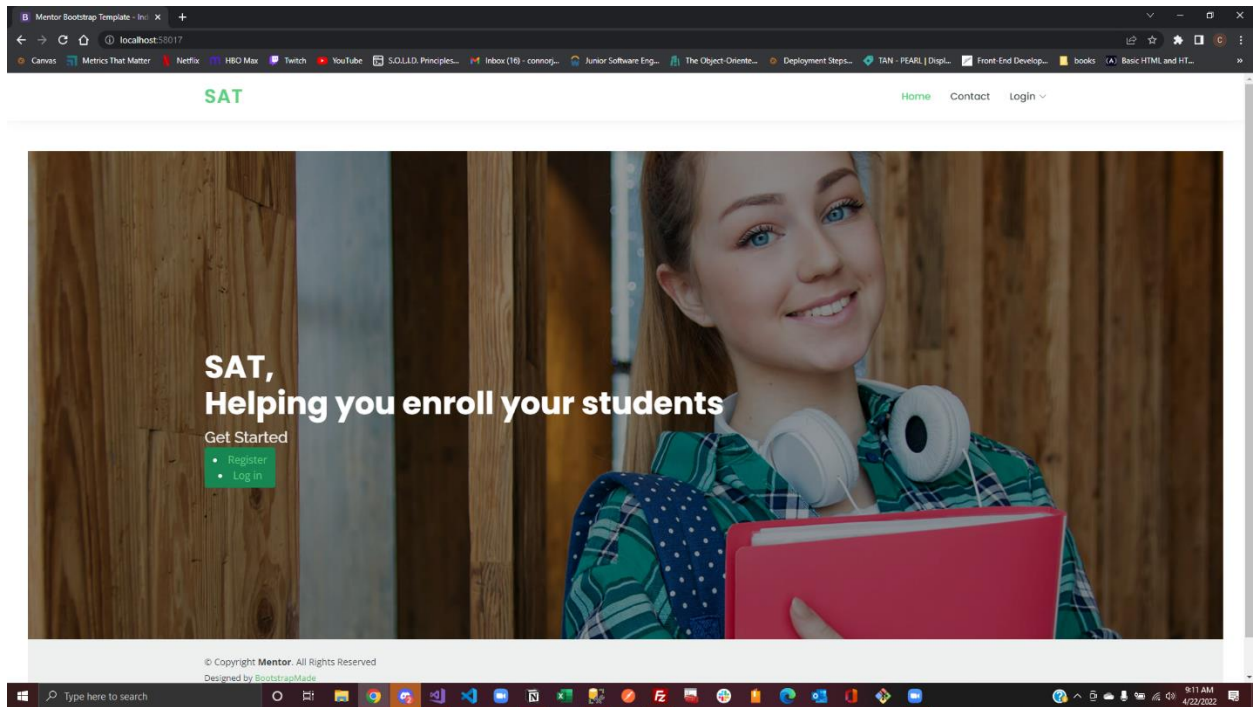 Mentor Bootstrap Template - Ind
localhost:58017
Canvas Metrics That Matter Netflix HBO Max Twitch YouTube S.O.L.I.D. Principles... Inbox (16) - connorj... Junior Software Eng... The Object-Oriente... Deployment Steps... TAN - PEARL | Displ... Front-End Develop... books Basic HTML and HT... »
SAT Home Contact Login
SAT,
Helping you enroll your students
Get Started
Register
Log in
© Copyright Mentor. All Rights Reserved
Designed by BootstrapMade
Type here to search
9:11 AM
4/22/2022